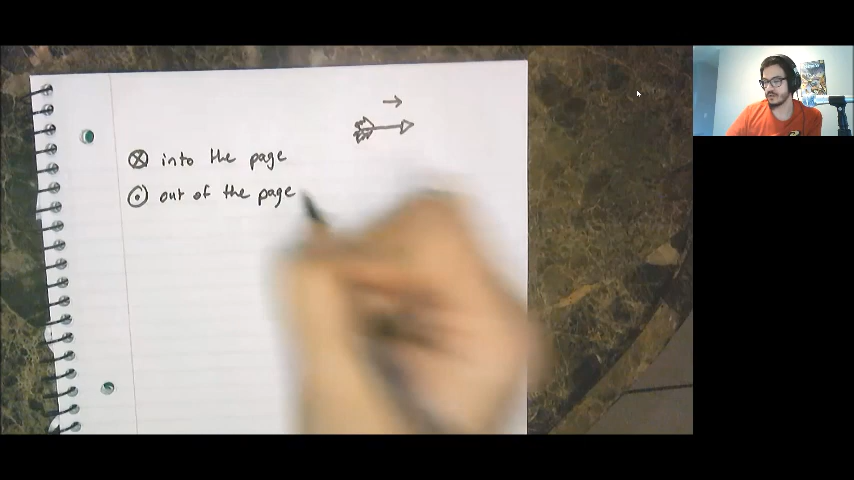 ⊗ into the page
⊙ out of the page